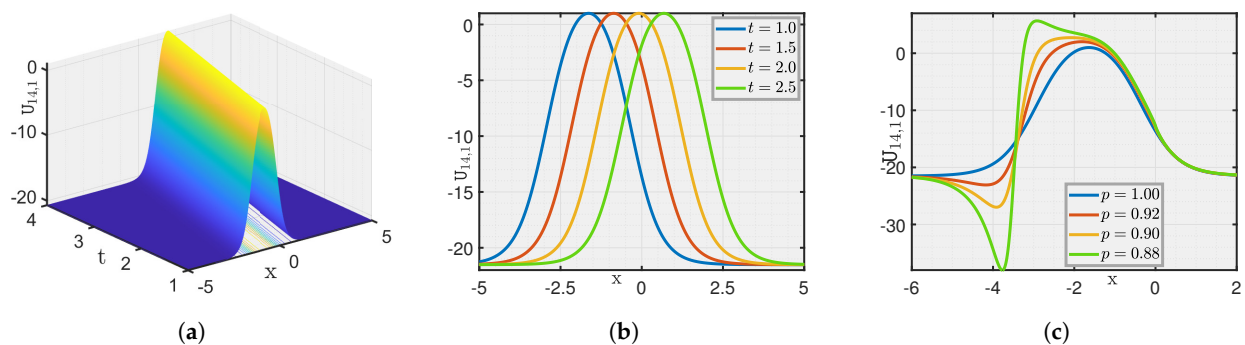 0
-10
-20
U14,1
4
3
2
1
t
-5
0
5
x
(a)
0
-5
-10
-15
-20
U14,1
-5
-2.5
0
2.5
5
x
t = 1.0
t = 1.5
t = 2.0
t = 2.5
(b)
0
-10
-20
-30
U14,1
-6
-4
-2
0
2
x
p = 1.00
p = 0.92
p = 0.90
p = 0.88
(c)